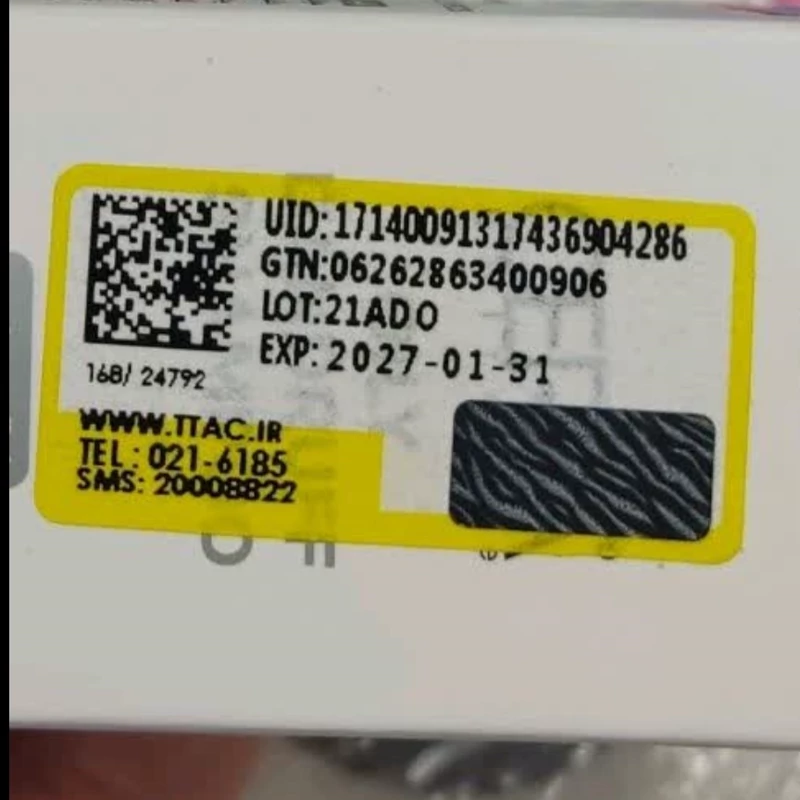 UID:17140091317436904286
GTN:06262863400906
LOT:21ADO
EXP: 2027-01-31
168/ 24792
WWW.TTAC.IR
TEL : 021-6185
SMS: 20008822